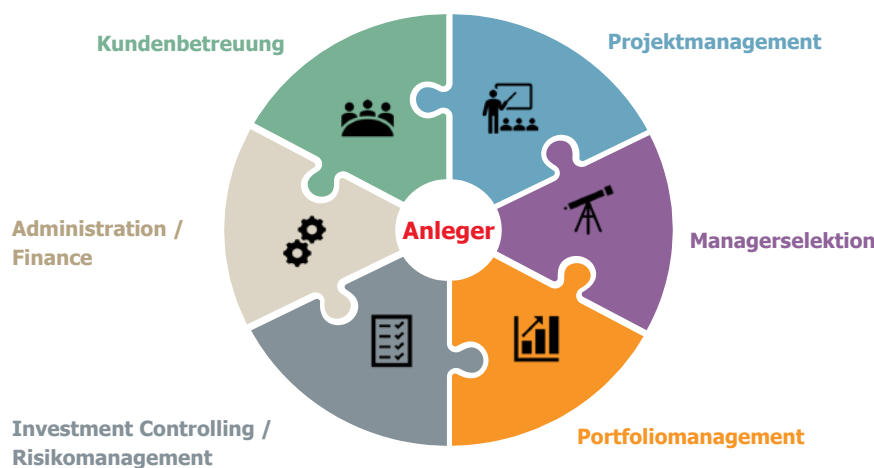 Kundenbetreuung
Projektmanagement
Administration /
Finance
Anleger
Managerselektion
Investment Controlling /
Risikomanagement
Portfoliomanagement